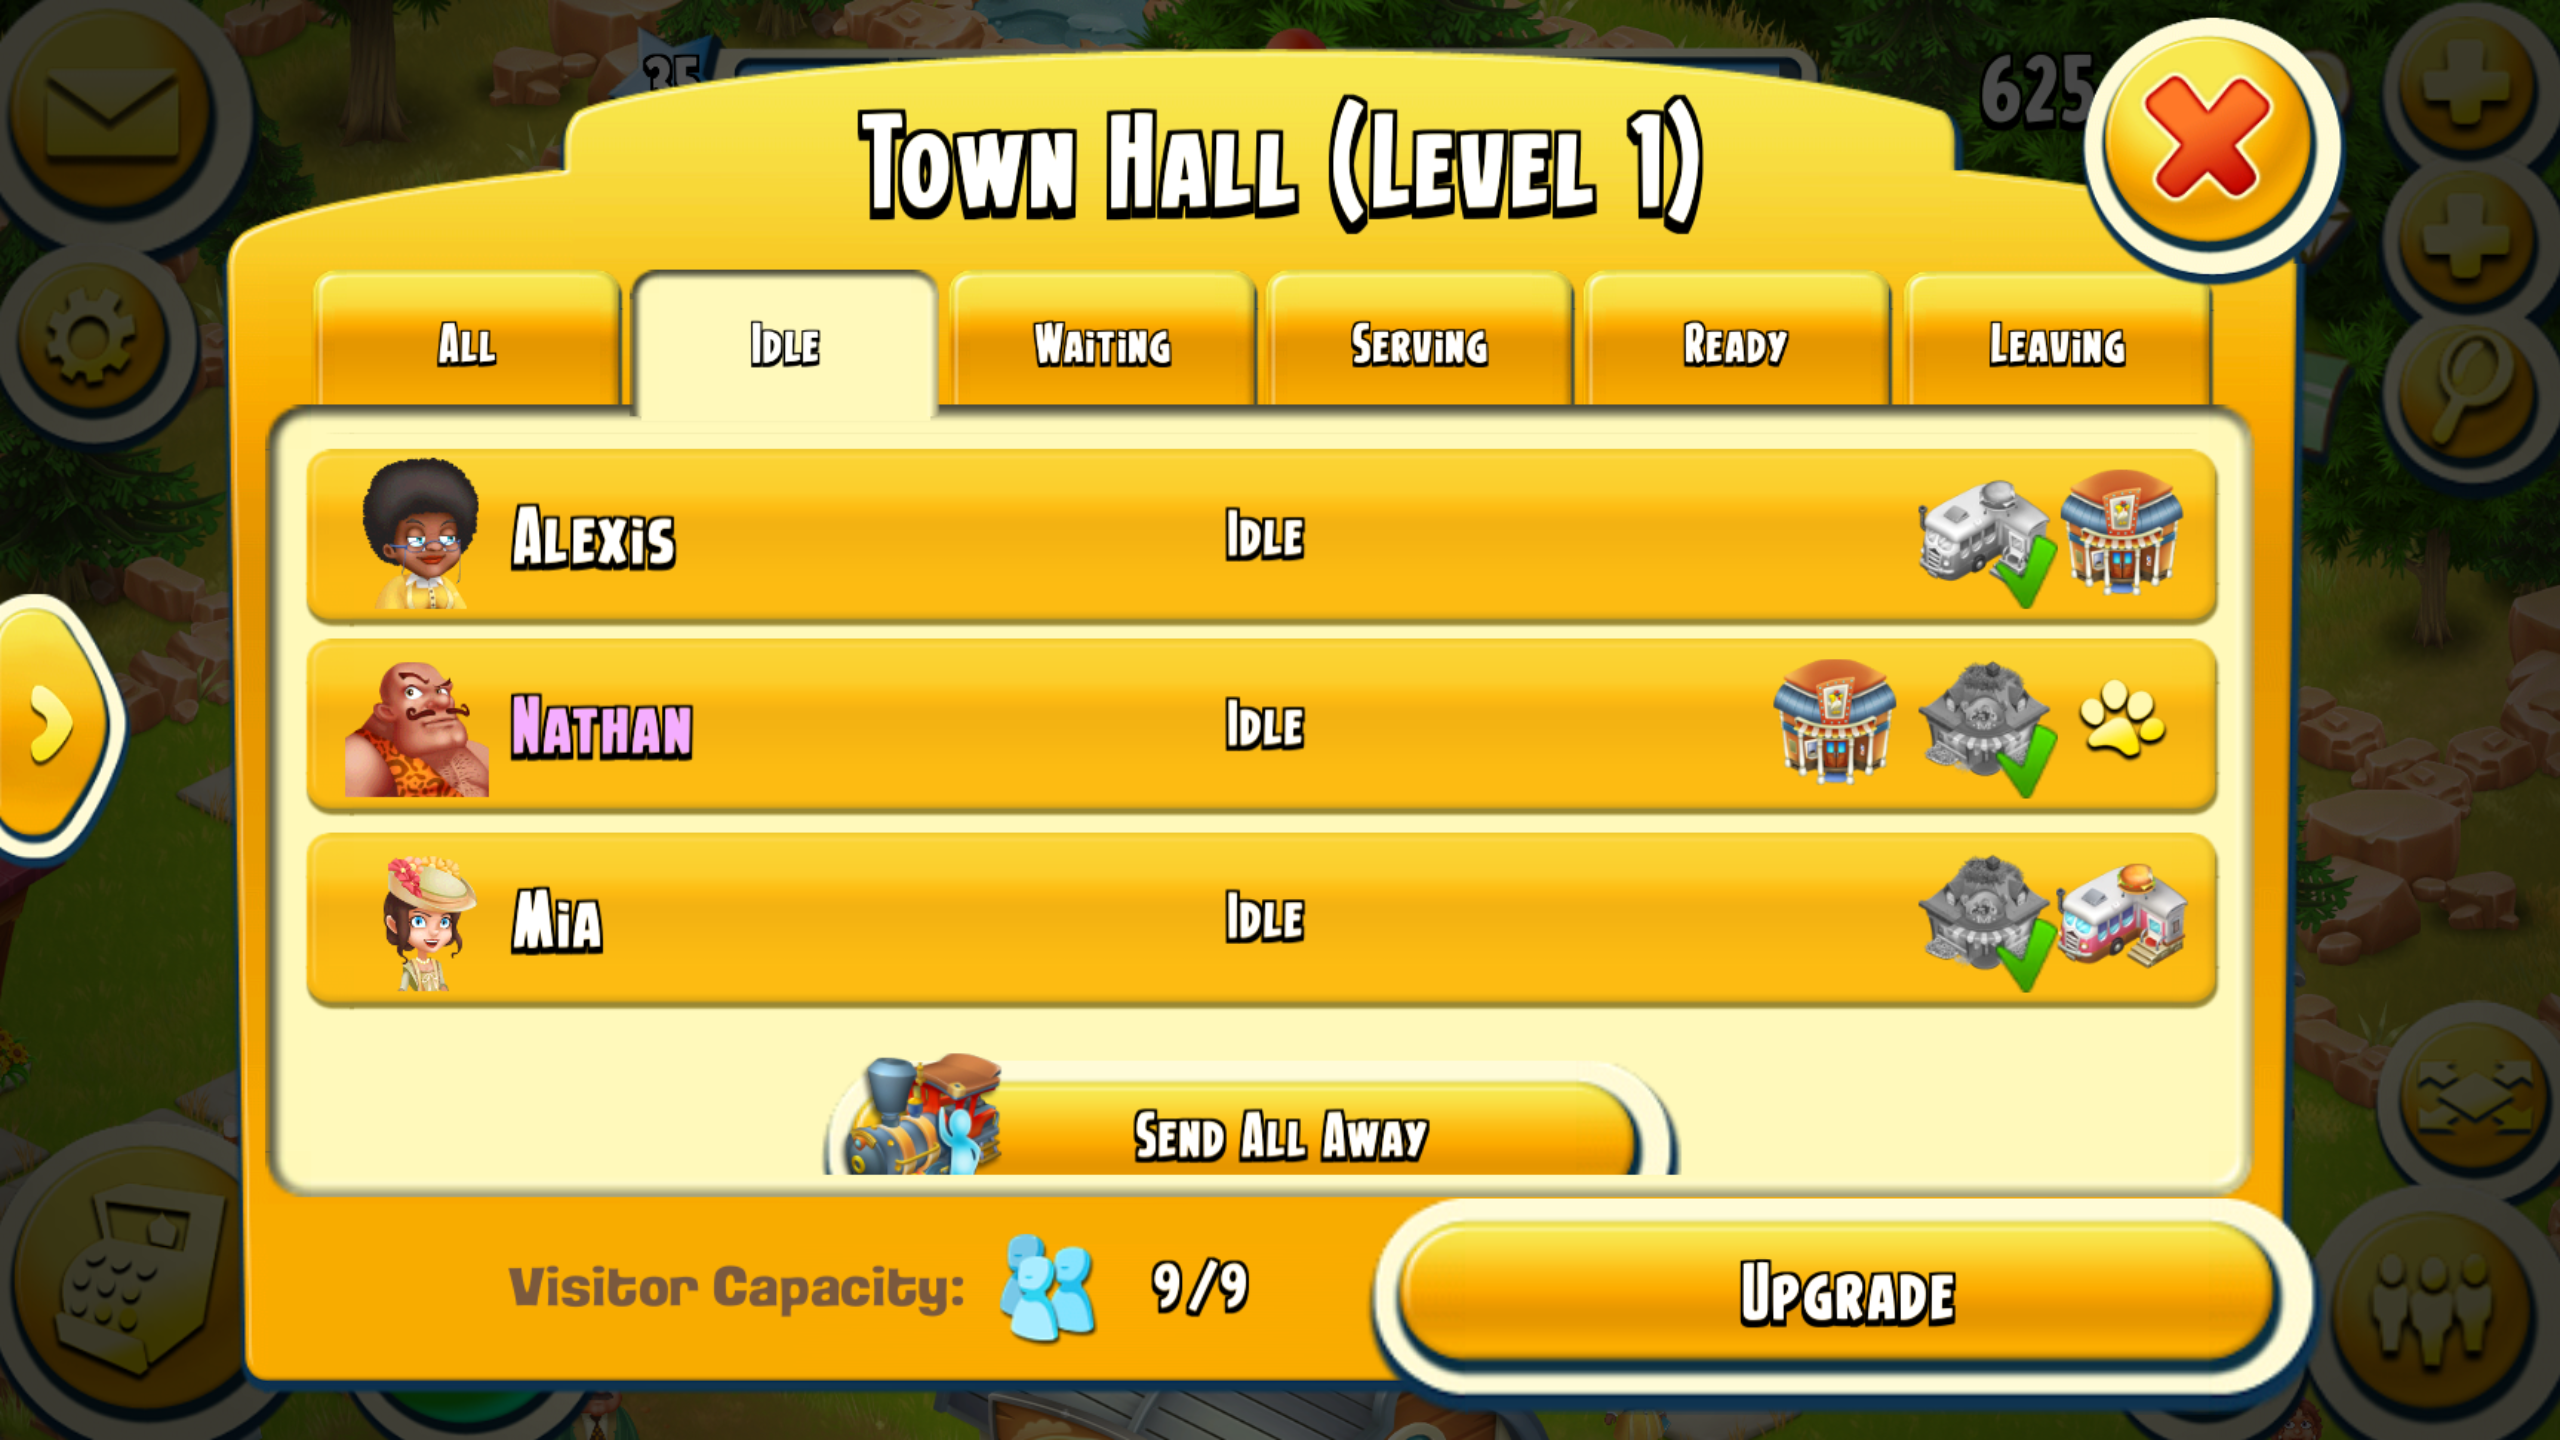 35
625
Town Hall (Level 1)
All Idle Waiting Serving Ready Leaving
Alexis Idle
Nathan Idle
Mia Idle
Send All Away
Visitor Capacity: 9/9
Upgrade